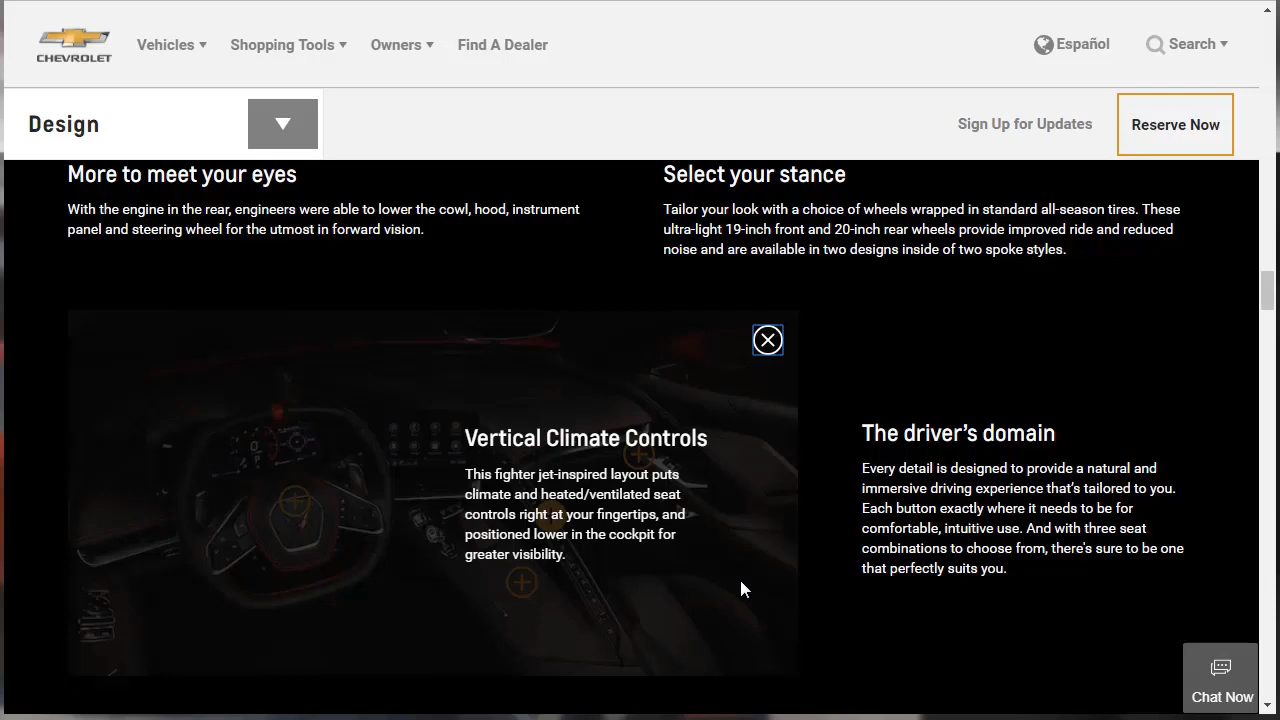 CHEVROLET
Vehicles
Shopping Tools
Owners
Find A Dealer
Español
Search
Design
Sign Up for Updates
Reserve Now
More to meet your eyes
With the engine in the rear, engineers were able to lower the cowl, hood, instrument
panel and steering wheel for the utmost in forward vision.
Select your stance
Tailor your look with a choice of wheels wrapped in standard all-season tires. These
ultra-light 19-inch front and 20-inch rear wheels provide improved ride and reduced
noise and are available in two designs inside of two spoke styles.
Vertical Climate Controls
This fighter jet-inspired layout puts
climate and heated/ventilated seat
controls right at your fingertips, and
positioned lower in the cockpit for
greater visibility.
The driver’s domain
Every detail is designed to provide a natural and
immersive driving experience that’s tailored to you.
Each button exactly where it needs to be for
comfortable, intuitive use. And with three seat
combinations to choose from, there's sure to be one
that perfectly suits you.
Chat Now